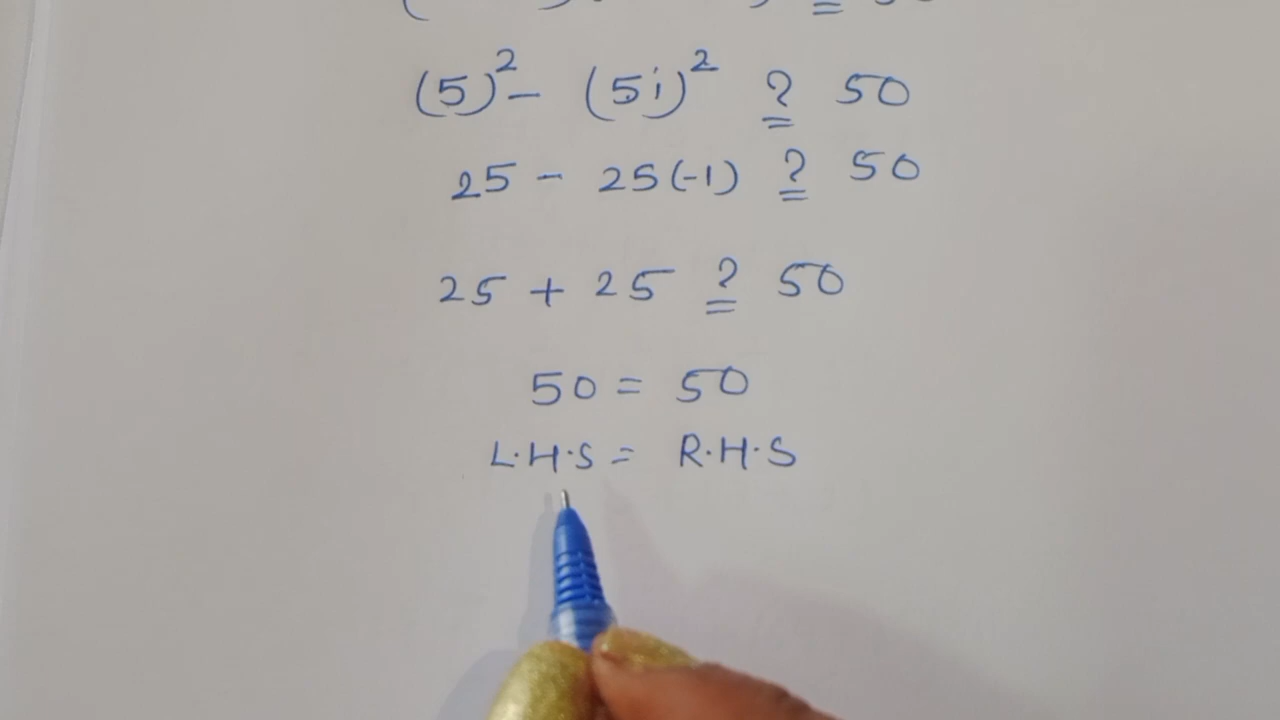 (5)² - (5i)² ≟ 50
25 - 25(-1) ≟ 50
25 + 25 ≟ 50
50 = 50
L.H.S = R.H.S